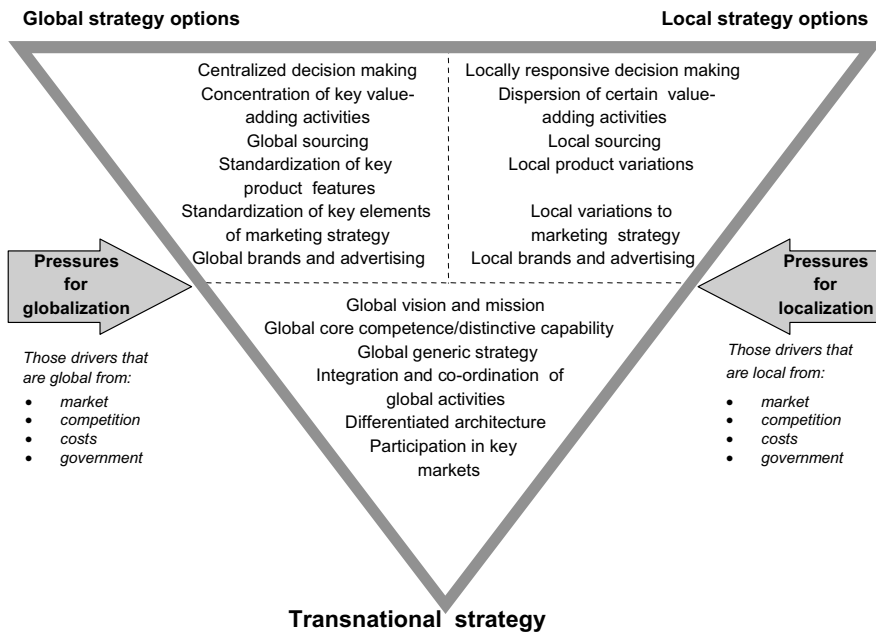 Global strategy options
Local strategy options
Centralized decision making
Concentration of key value-
adding activities
Global sourcing
Standardization of key
product features
Standardization of key elements
of marketing strategy
Global brands and advertising
Locally responsive decision making
Dispersion of certain value-
adding activities
Local sourcing
Local product variations
Local variations to
marketing strategy
Local brands and advertising
Pressures
for
globalization
Those drivers that
are global from:
• market
• competition
• costs
• government
Global vision and mission
Global core competence/distinctive capability
Global generic strategy
Integration and co-ordination of
global activities
Differentiated architecture
Participation in key
markets
Pressures
for
localization
Those drivers that
are local from:
• market
• competition
• costs
• government
Transnational strategy